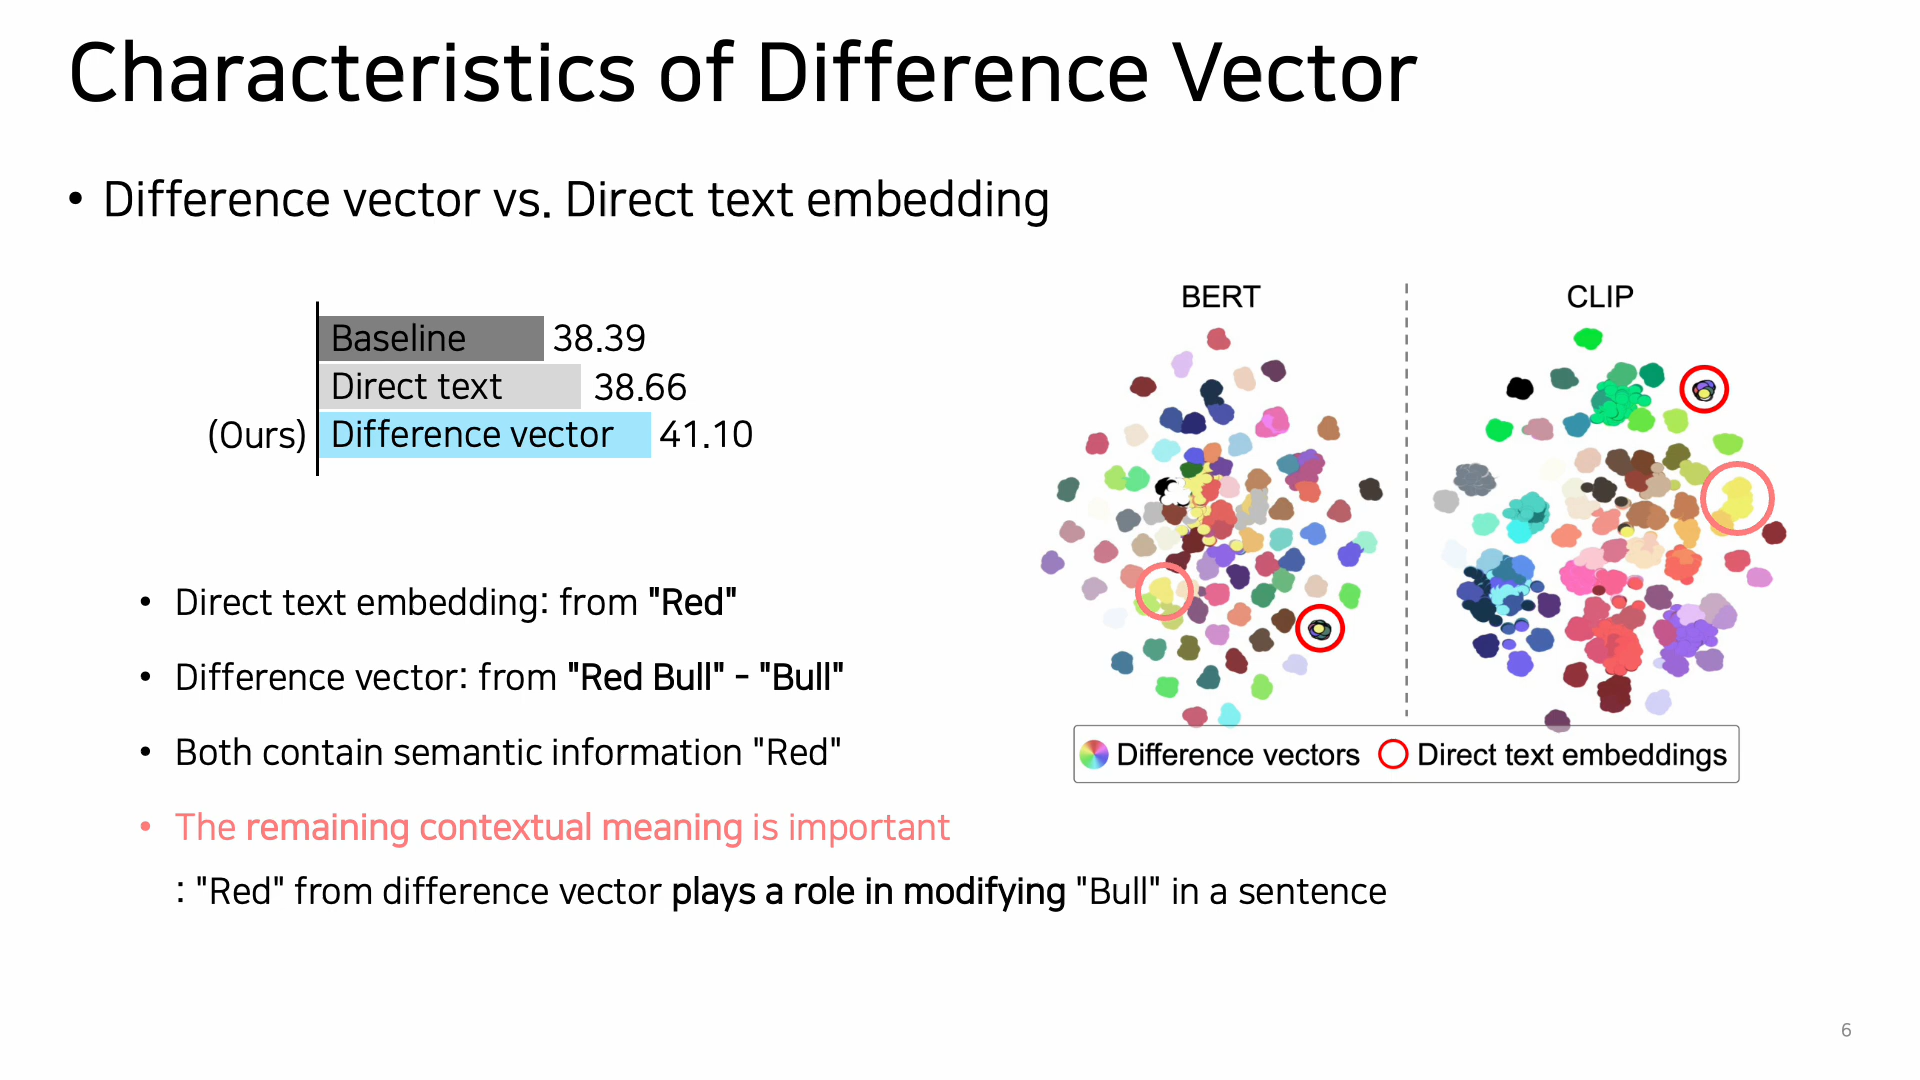 Characteristics of Difference Vector
• Difference vector vs. Direct text embedding
Baseline 38.39
Direct text 38.66
(Ours) Difference vector 41.10
BERT
CLIP
Difference vectors Direct text embeddings
• Direct text embedding: from "Red"
• Difference vector: from "Red Bull" - "Bull"
• Both contain semantic information "Red"
• The remaining contextual meaning is important
: "Red" from difference vector plays a role in modifying "Bull" in a sentence
6